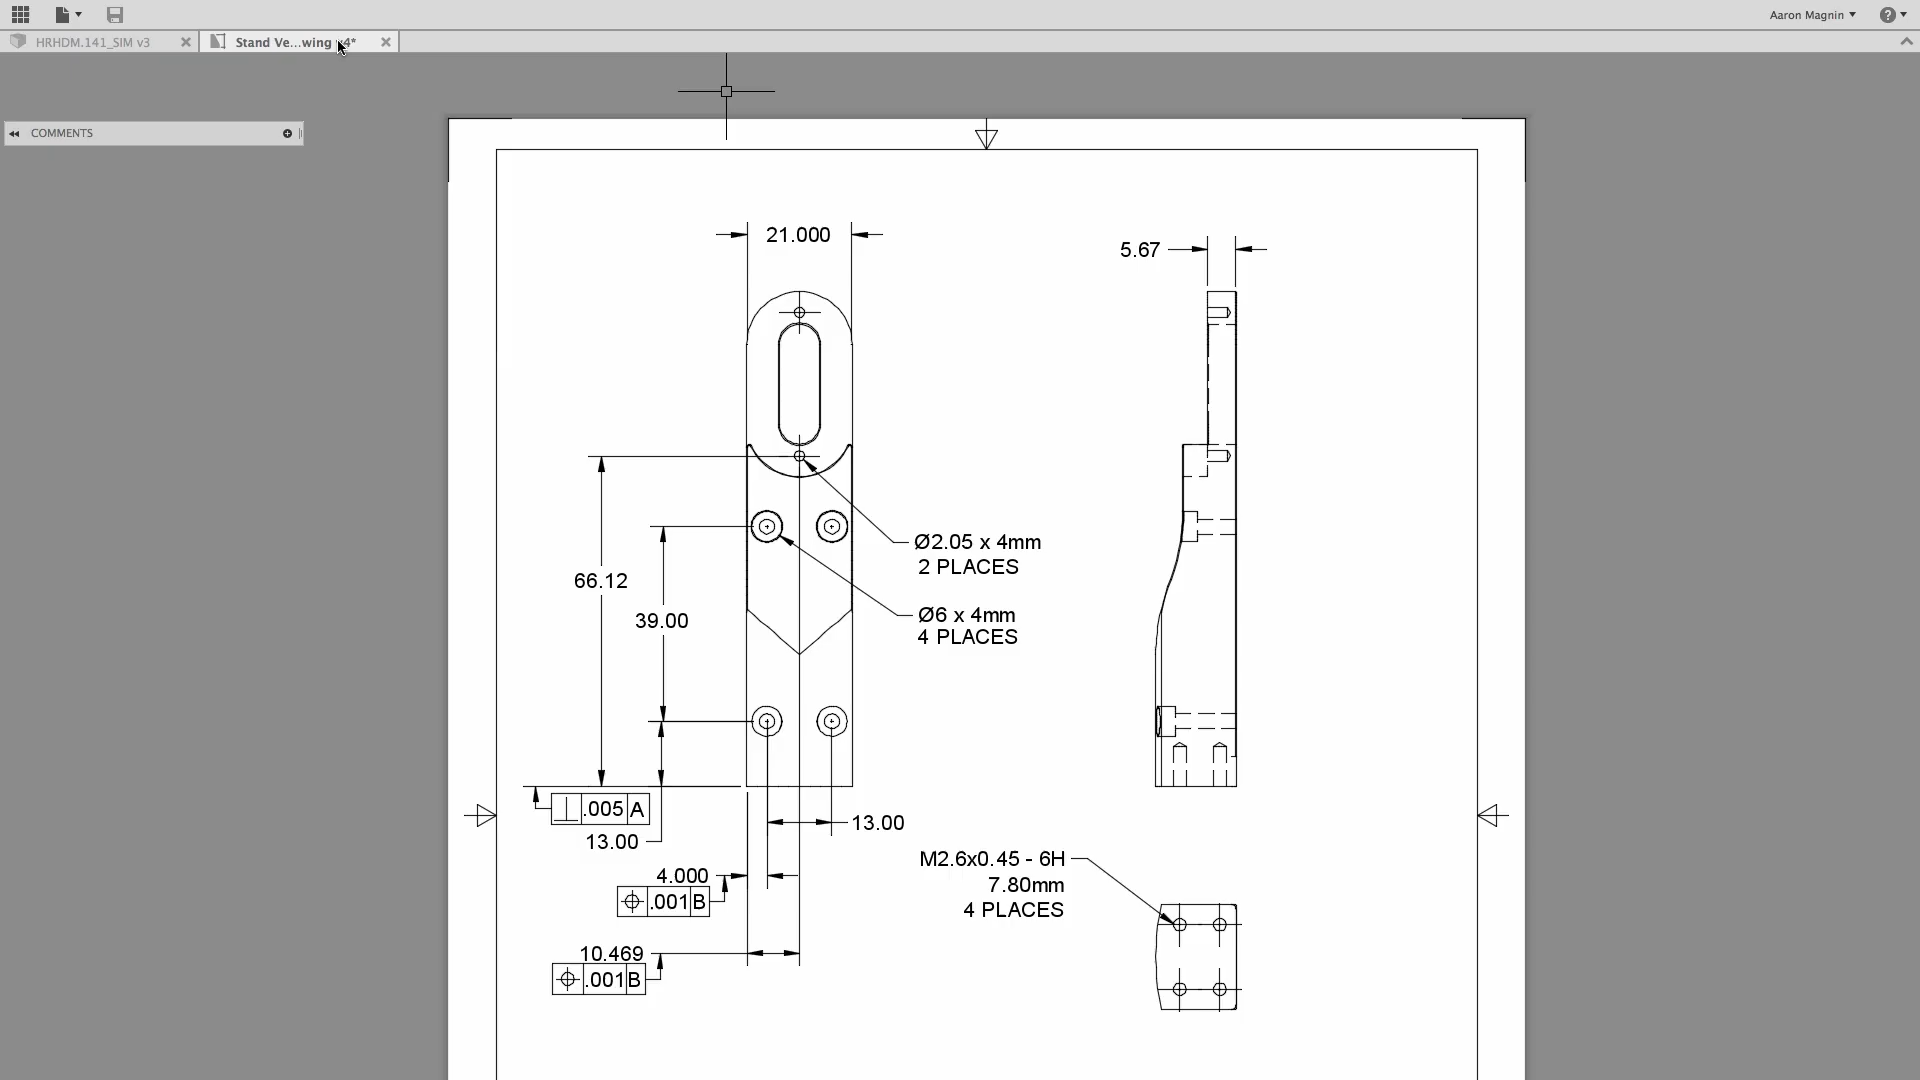 Aaron Magnin
HRHDM.141_SIM v3
Stand Ve...wing v4*
COMMENTS
21.000
5.67
Ø2.05 x 4mm
2 PLACES
66.12
39.00
Ø6 x 4mm
4 PLACES
.005 A
13.00
13.00
4.000
.001 B
M2.6x0.45 - 6H
7.80mm
4 PLACES
10.469
.001 B